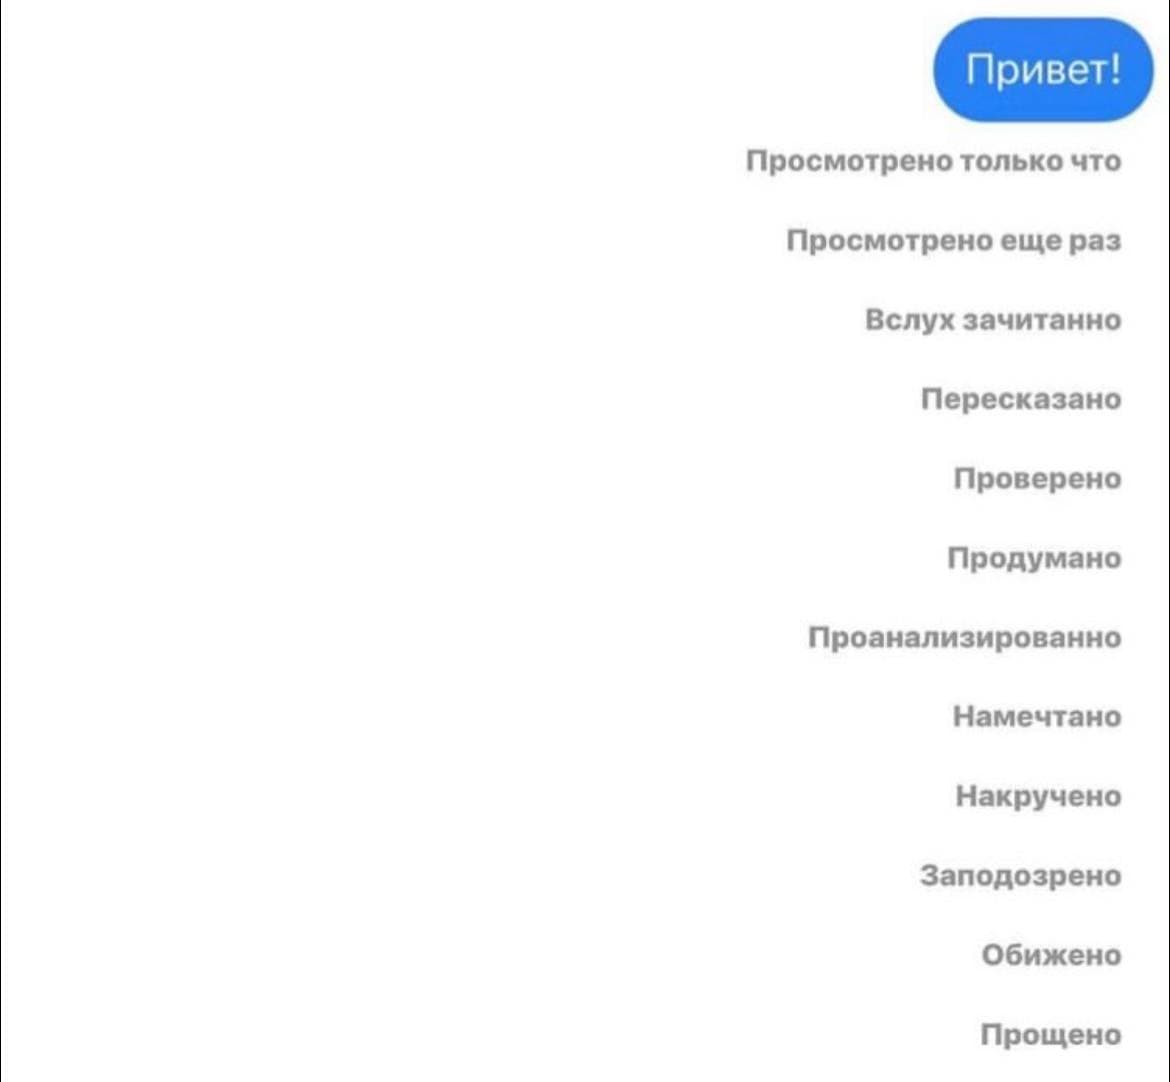 Привет!
Просмотрено только что
Просмотрено еще раз
Вслух зачитанно
Пересказано
Проверено
Продумано
Проанализированно
Намечтано
Накручено
Заподозрено
Обижено
Прощено